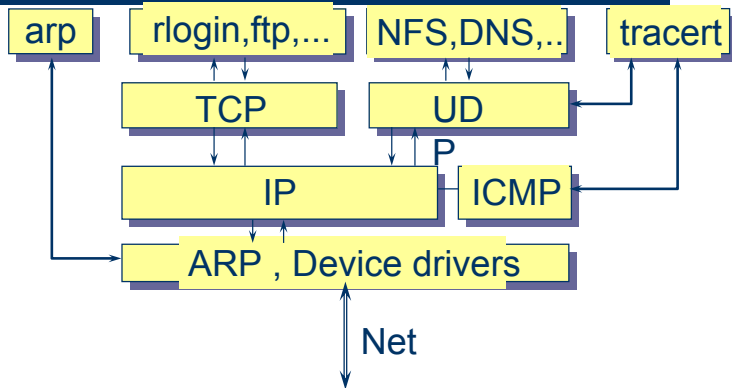 arp
rlogin,ftp,...
NFS,DNS,..
tracert
TCP
UD
P
IP
ICMP
ARP , Device drivers
Net